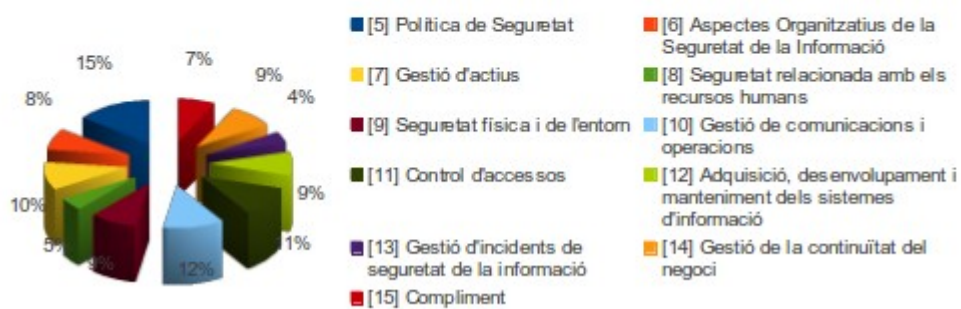 15%
7%
9%
4%
8%
10%
9%
5%
9%
12%
1%
[5] Política de Seguretat
[6] Aspectes Organitzatius de la
Seguretat de la Informació
[7] Gestió d'actius
[8] Seguretat relacionada amb els
recursos humans
[9] Seguretat física i de l'entorn
[10] Gestió de comunicacions i
operacions
[11] Control d'accessos
[12] Adquisició, desenvolupament i
manteniment dels sistemes
d'informació
[13] Gestió d'incidents de
seguretat de la informació
[14] Gestió de la continuïtat del
negoci
[15] Compliment